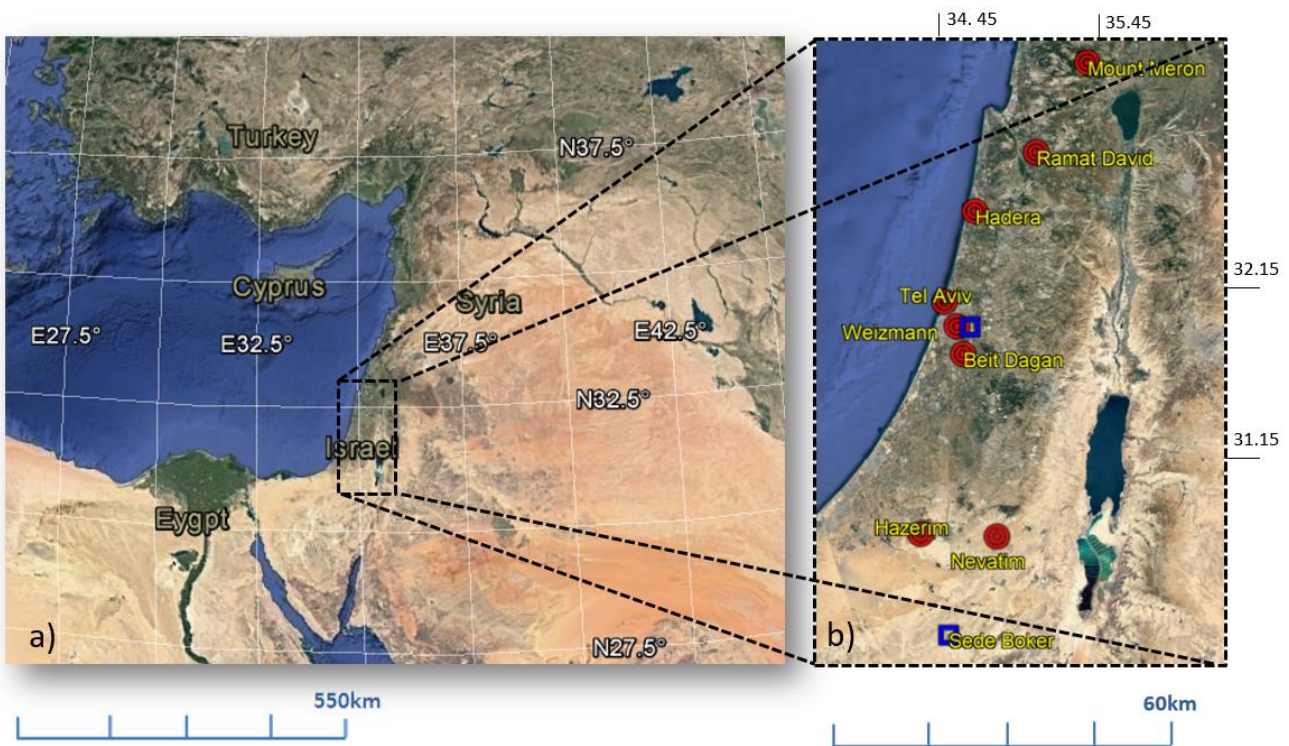 34. 45
35.45
Turkey
N37.5°
Cyprus
Syria
E27.5°
E32.5°
E37.5°
E42.5°
N32.5°
Israel
Eygpt
N27.5°
a)
Mount Meron
Ramat David
Hadera
Tel Aviv
Weizmann
Beit Dagan
Hazerim
Nevatim
Sede Boker
b)
32.15
31.15
550km
60km